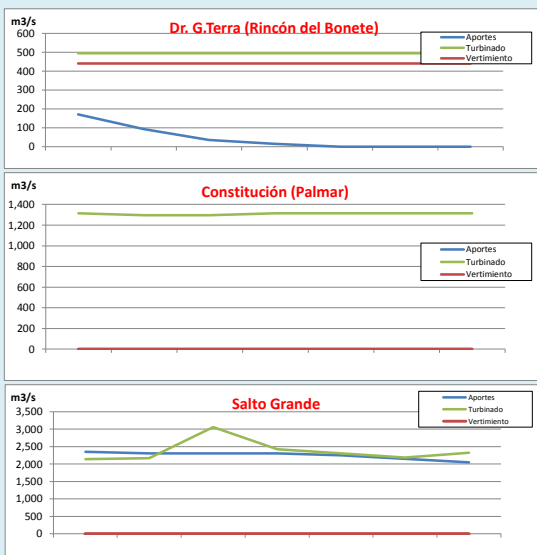 m3/s
Dr. G.Terra (Rincón del Bonete)
600
500
400
300
200
100
0
Aportes
Turbinado
Vertimiento
m3/s
Constitución (Palmar)
1,400
1,200
1,000
800
600
400
200
0
Aportes
Turbinado
Vertimiento
m3/s
Salto Grande
3,500
3,000
2,500
2,000
1,500
1,000
500
0
Aportes
Turbinado
Vertimiento